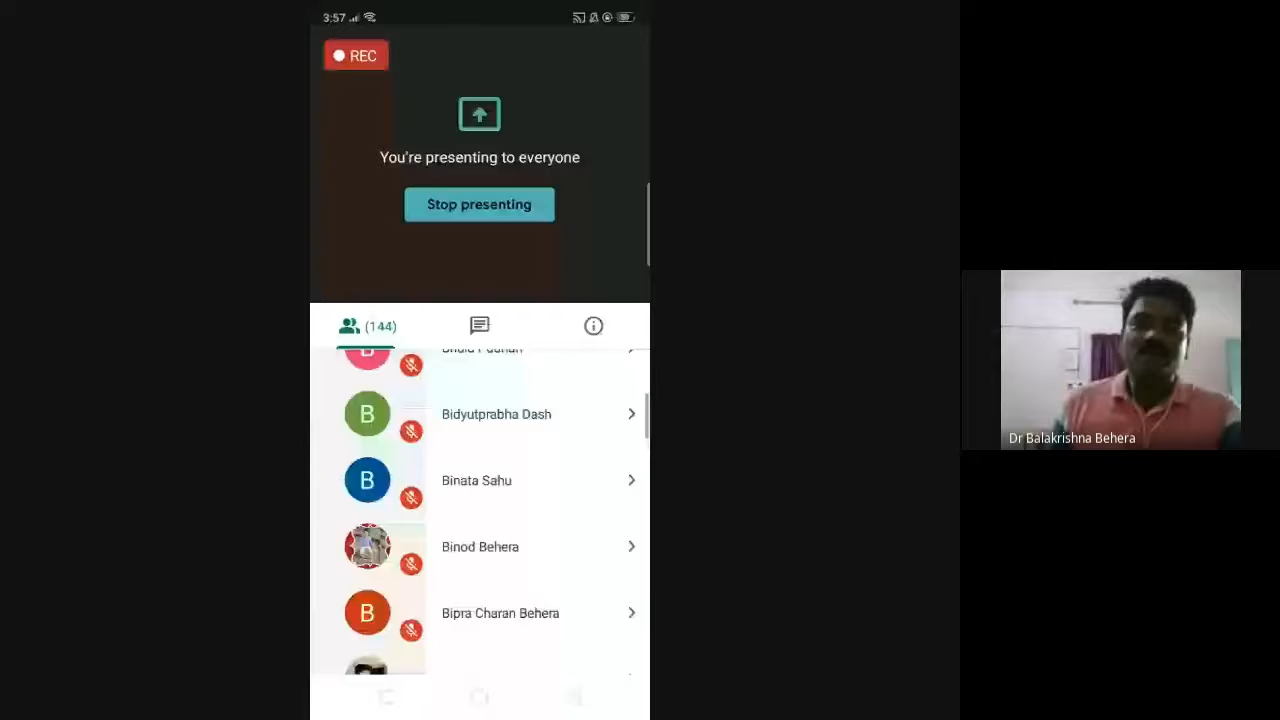 3:57
REC
You're presenting to everyone
Stop presenting
(144)
B
Bidyutprabha Dash
B
Binata Sahu
Binod Behera
B
Bipra Charan Behera
Dr Balakrishna Behera